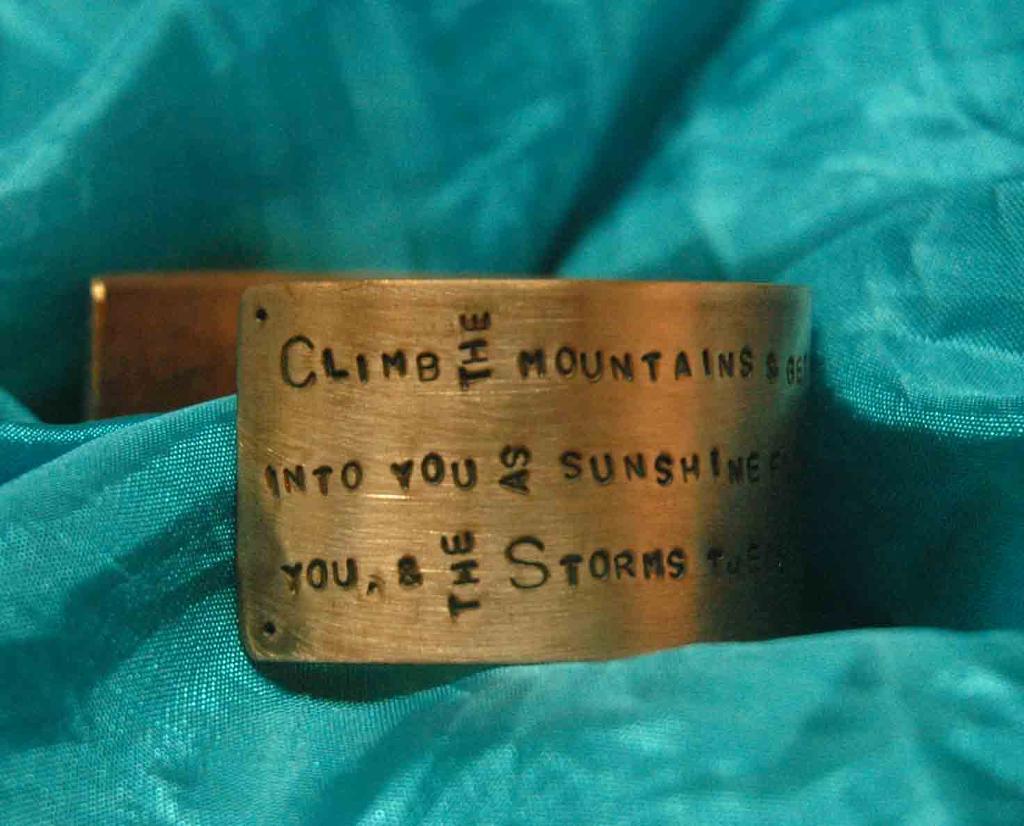 CLIMB THE MOUNTAINS &
INTO YOU AS SUNSHINE
YOU, & THE STORMS